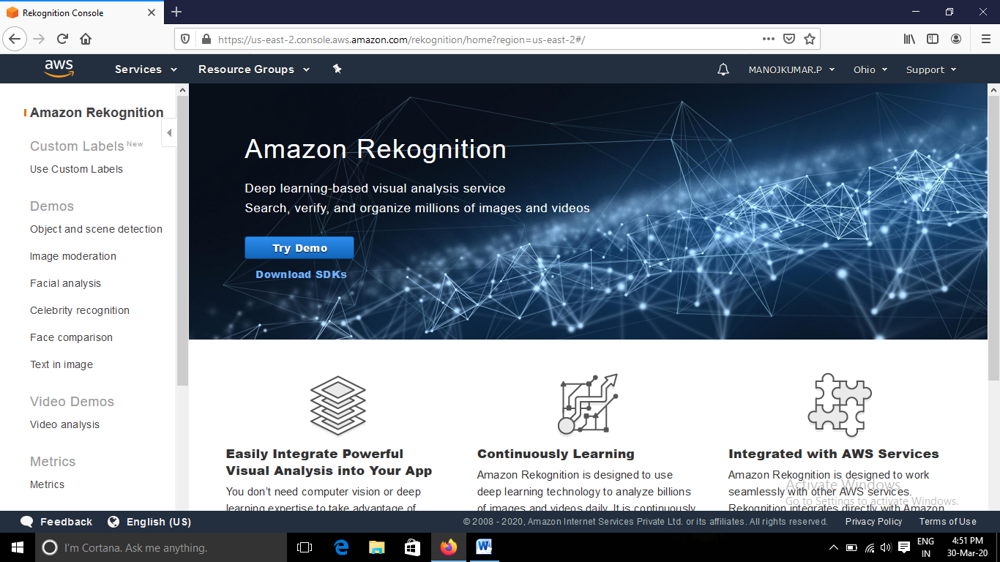 Rekognition Console
https://us-east-2.console.aws.amazon.com/rekognition/home?region=us-east-2#/
aws
Services
Resource Groups
MANOJKUMAR.P
Ohio
Support
Amazon Rekognition
Custom Labels New
Use Custom Labels
Demos
Object and scene detection
Image moderation
Facial analysis
Celebrity recognition
Face comparison
Text in image
Video Demos
Video analysis
Metrics
Metrics
Amazon Rekognition
Deep learning-based visual analysis service
Search, verify, and organize millions of images and videos
Try Demo
Download SDKs
Easily Integrate Powerful
Visual Analysis into Your App
You don’t need computer vision or deep
learning expertise to take advantage of
Continuously Learning
Amazon Rekognition is designed to use
deep learning technology to analyze billions
of images and videos daily. It is continuously
Integrated with AWS Services
Amazon Rekognition is designed to work
seamlessly with other AWS services.
Rekognition integrates directly with Amazon
Activate Windows
Go to Settings to activate Windows.
Feedback
English (US)
© 2008 - 2020, Amazon Internet Services Private Ltd. or its affiliates. All rights reserved.
Privacy Policy
Terms of Use
I'm Cortana. Ask me anything.
ENG
IN
4:51 PM
30-Mar-20